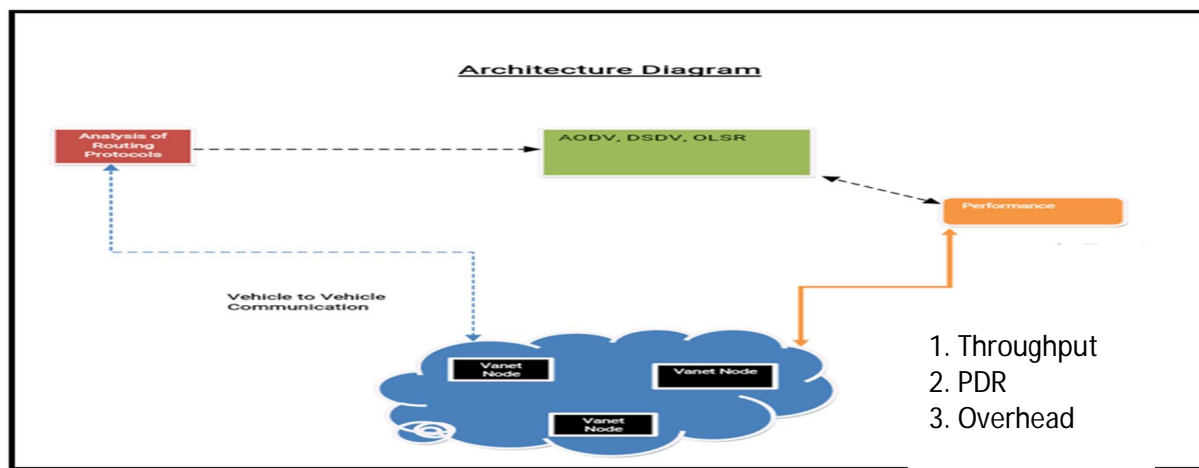 Architecture Diagram
Analysis of
Routing
Protocols
AODV, DSDV, OLSR
Performance
Vehicle to Vehicle
Communication
Vanet
Node
Vanet Node
Vanet
Node
1. Throughput
2. PDR
3. Overhead